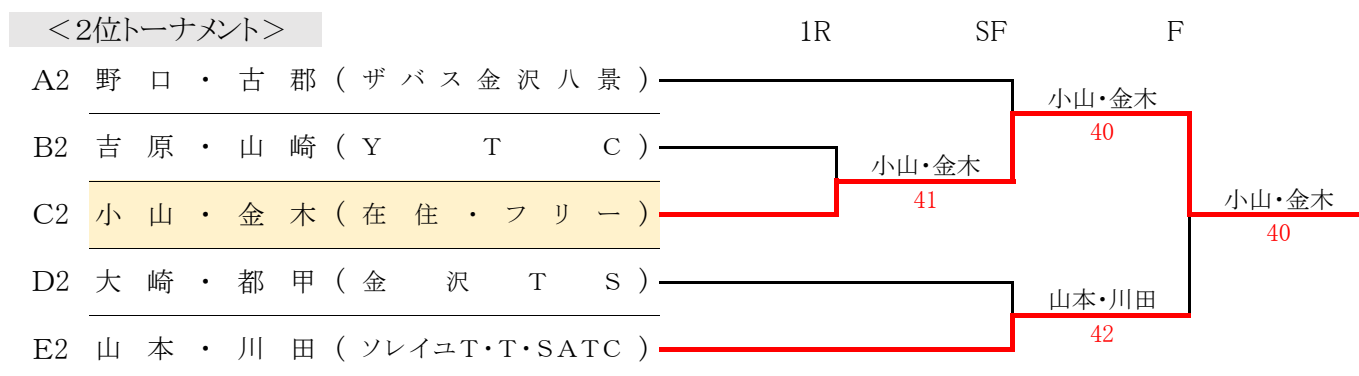 ＜2位トーナメント＞ 1R SF F
A2 野口・古郡(ザバス金沢八景)
小山・金木
40
B2 吉原・山崎(YTC)
小山・金木
41
C2 小山・金木(在住・フリー)
小山・金木
40
D2 大崎・都甲(金沢TS)
山本・川田
42
E2 山本・川田(ソレイユT・T・SATC)